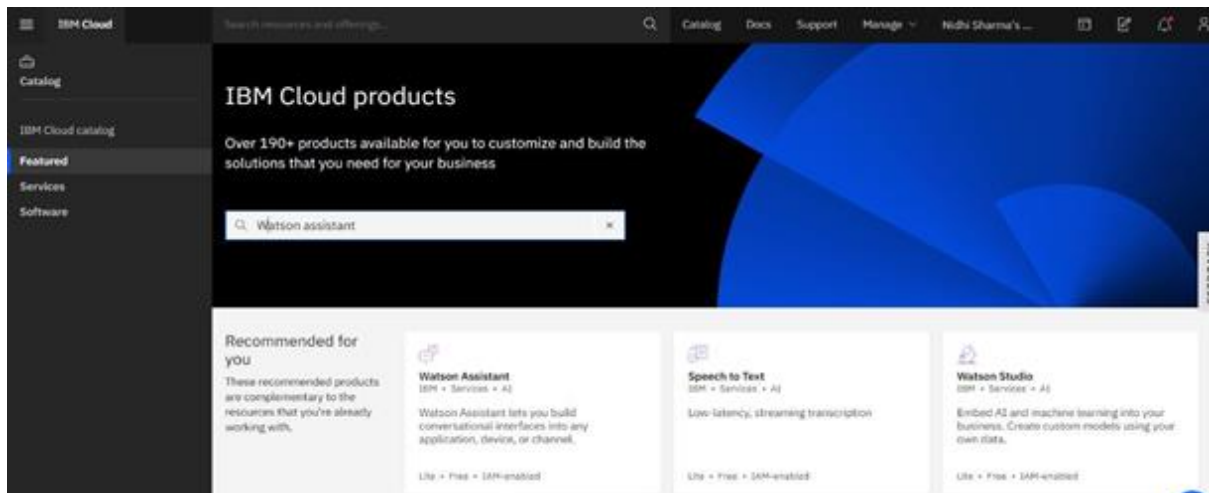 IBM Cloud
Search resources and offerings...
Catalog
Docs
Support
Manage
Nidhi Sharma's ...
Catalog
IBM Cloud catalog
Featured
Services
Software
IBM Cloud products
Over 190+ products available for you to customize and build the
solutions that you need for your business
Watson assistant
Recommended for
you
These recommended products
are complementary to the
resources that you're already
working with.
Watson Assistant
IBM • Services • AI
Watson Assistant lets you build
conversational interfaces into any
application, device, or channel.
Lite • Free • IAM-enabled
Speech to Text
IBM • Services • AI
Low-latency, streaming transcription
Lite • Free • IAM-enabled
Watson Studio
IBM • Services • AI
Embed AI and machine learning into your
business. Create custom models using your
own data.
Lite • Free • IAM-enabled